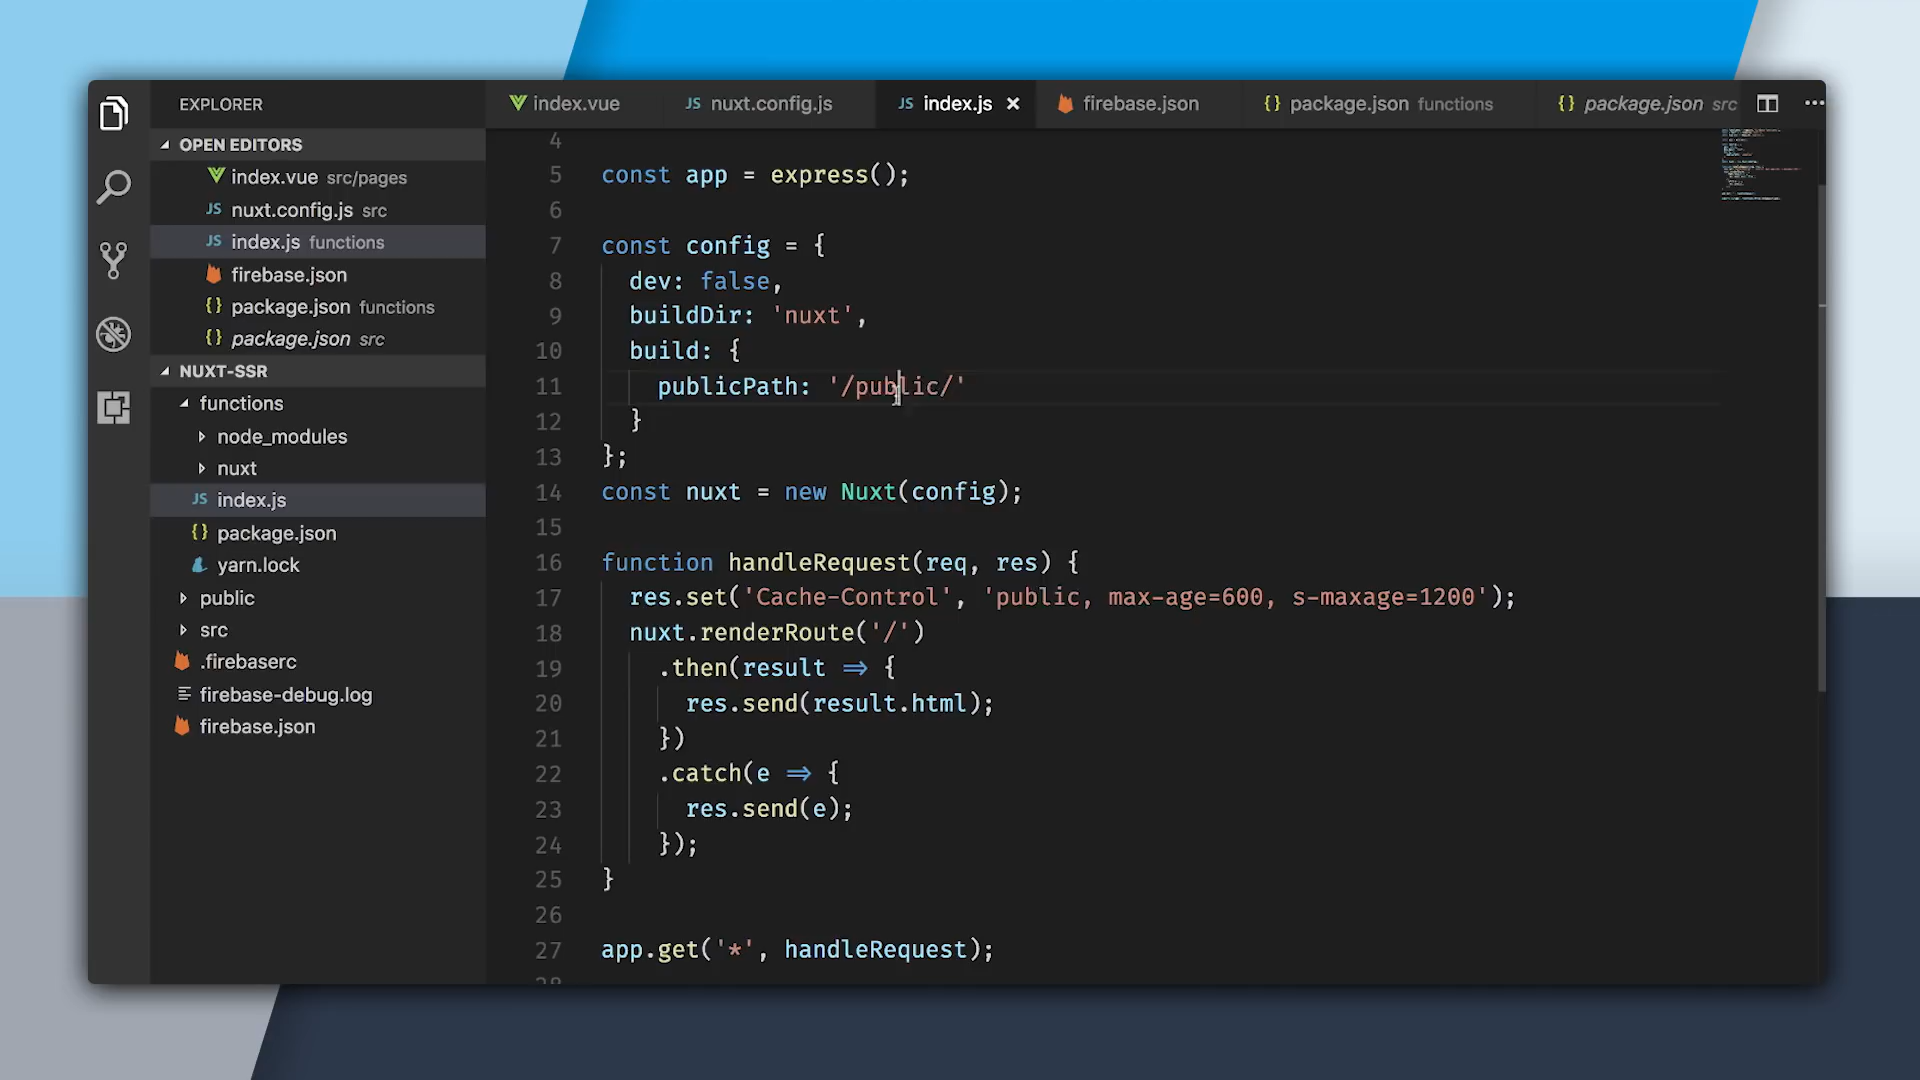 EXPLORER
OPEN EDITORS
index.vue src/pages
JS nuxt.config.js src
JS index.js functions
firebase.json
{} package.json functions
{} package.json src
NUXT-SSR
functions
node_modules
nuxt
JS index.js
{} package.json
yarn.lock
public
src
.firebaserc
firebase-debug.log
firebase.json
index.vue
JS nuxt.config.js
JS index.js ×
firebase.json
{} package.json functions
{} package.json src
4
5 const app = express();
6
7 const config = {
8 dev: false,
9 buildDir: 'nuxt',
10 build: {
11 publicPath: '/public/'
12 }
13 };
14 const nuxt = new Nuxt(config);
15
16 function handleRequest(req, res) {
17 res.set('Cache-Control', 'public, max-age=600, s-maxage=1200');
18 nuxt.renderRoute('/')
19 .then(result => {
20 res.send(result.html);
21 })
22 .catch(e => {
23 res.send(e);
24 });
25 }
26
27 app.get('*', handleRequest);
28